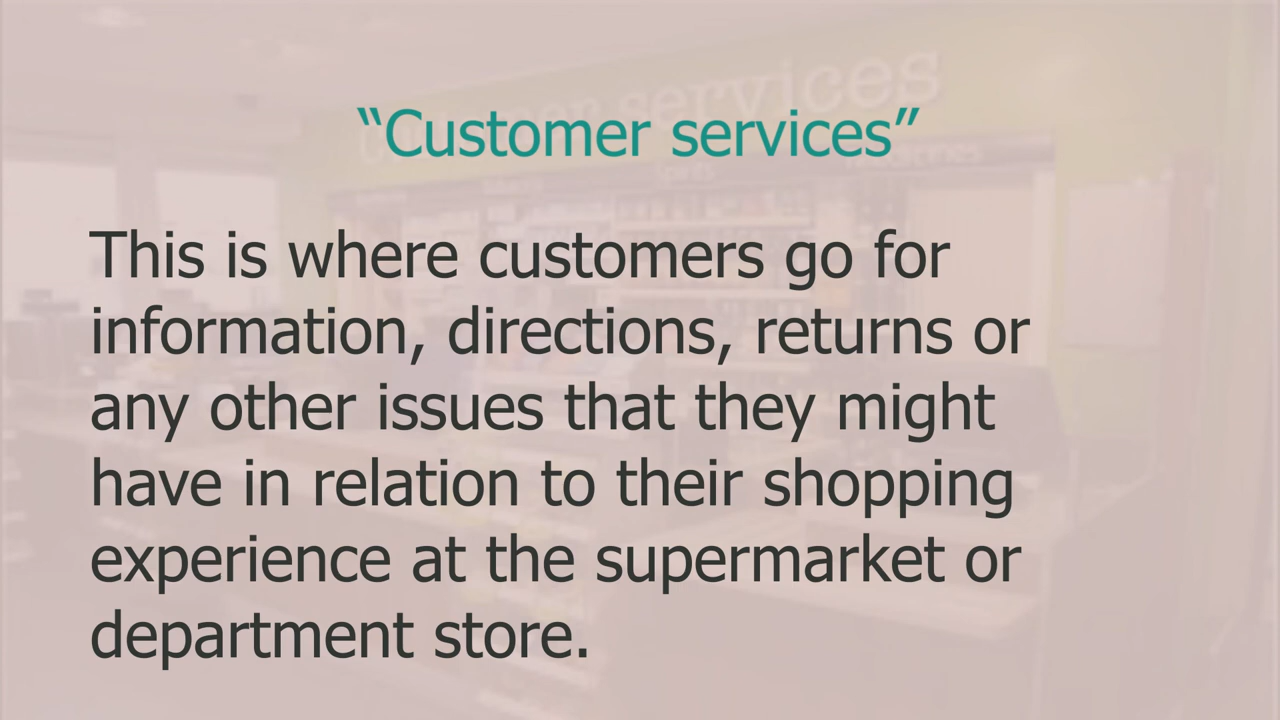 “Customer services”
This is where customers go for
information, directions, returns or
any other issues that they might
have in relation to their shopping
experience at the supermarket or
department store.